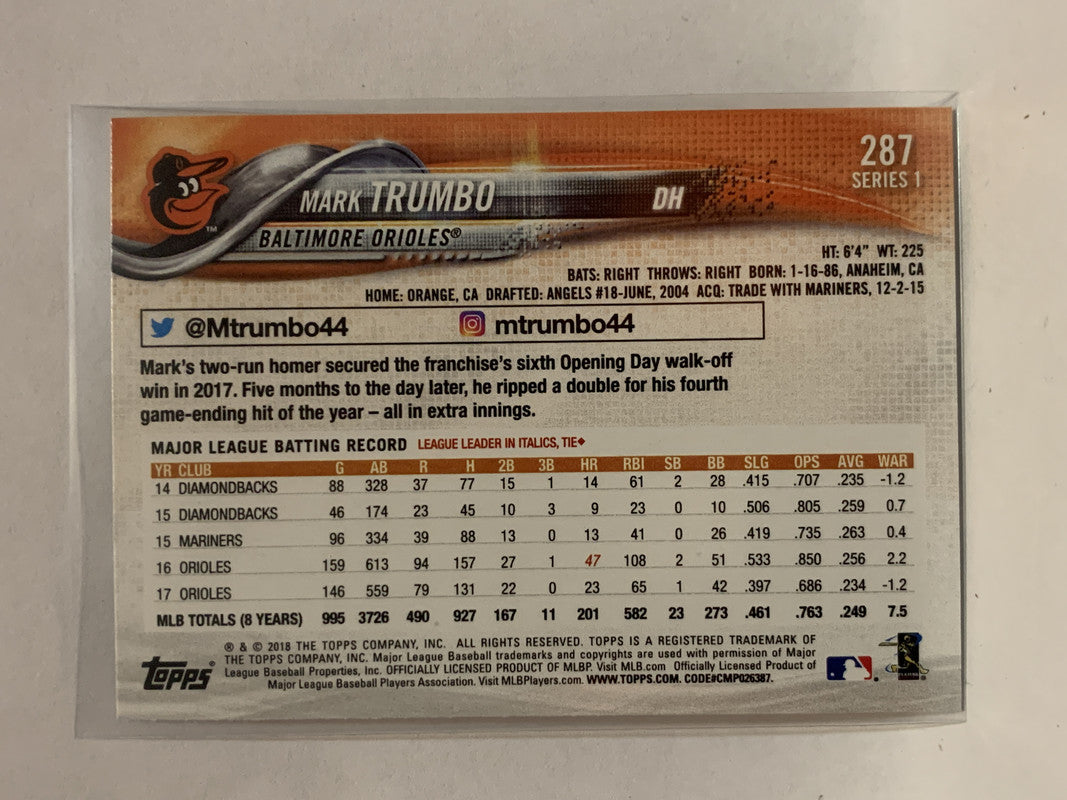 287
SERIES 1
MARK TRUMBO DH
BALTIMORE ORIOLES®
TM
HT: 6'4" WT: 225
BATS: RIGHT THROWS: RIGHT BORN: 1-16-86, ANAHEIM, CA
HOME: ORANGE, CA DRAFTED: ANGELS #18-JUNE, 2004 ACQ: TRADE WITH MARINERS, 12-2-15
@Mtrumbo44 mtrumbo44
Mark's two-run homer secured the franchise's sixth Opening Day walk-off
win in 2017. Five months to the day later, he ripped a double for his fourth
game-ending hit of the year – all in extra innings.
MAJOR LEAGUE BATTING RECORD LEAGUE LEADER IN ITALICS, TIE◆
YR CLUB G AB R H 2B 3B HR RBI SB BB SLG OPS AVG WAR
14 DIAMONDBACKS 88 328 37 77 15 1 14 61 2 28 .415 .707 .235 -1.2
15 DIAMONDBACKS 46 174 23 45 10 3 9 23 0 10 .506 .805 .259 0.7
15 MARINERS 96 334 39 88 13 0 13 41 0 26 .419 .735 .263 0.4
16 ORIOLES 159 613 94 157 27 1 47 108 2 51 .533 .850 .256 2.2
17 ORIOLES 146 559 79 131 22 0 23 65 1 42 .397 .686 .234 -1.2
MLB TOTALS (8 YEARS) 995 3726 490 927 167 11 201 582 23 273 .461 .763 .249 7.5
® & © 2018 THE TOPPS COMPANY, INC. ALL RIGHTS RESERVED. TOPPS IS A REGISTERED TRADEMARK OF
THE TOPPS COMPANY, INC. Major League Baseball trademarks and copyrights are used with permission of Major
League Baseball Properties, Inc. OFFICIALLY LICENSED PRODUCT OF MLBP. Visit MLB.com Officially Licensed Product of
Major League Baseball Players Association. Visit MLBPlayers.com. WWW.TOPPS.COM. CODE#CMP026387.
Topps®